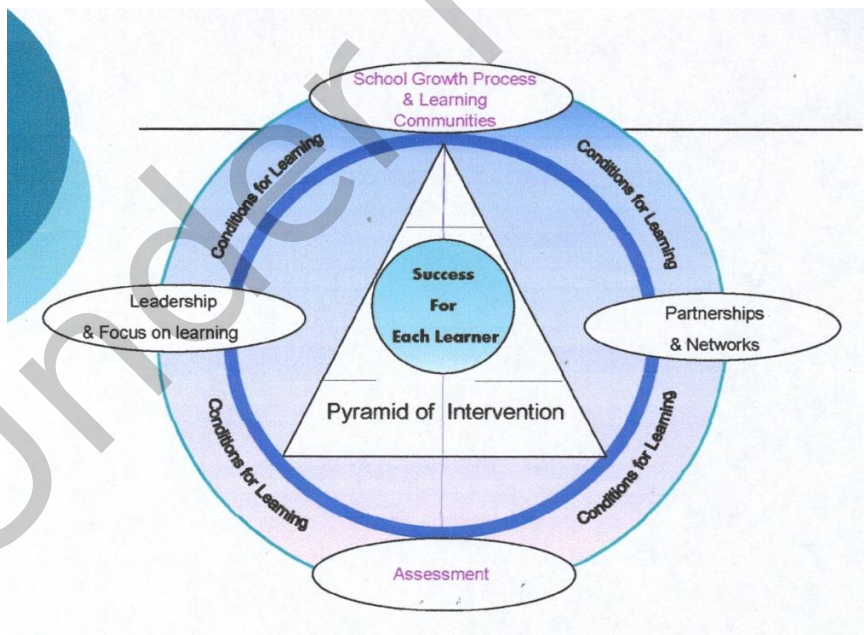 School Growth Process
& Learning
Communities
Conditions for Learning
Conditions for Learning
Success
For
Each Learner
Leadership
& Focus on learning
Partnerships
& Networks
Pyramid of Intervention
Conditions for Learning
Conditions for Learning
Assessment
Under r